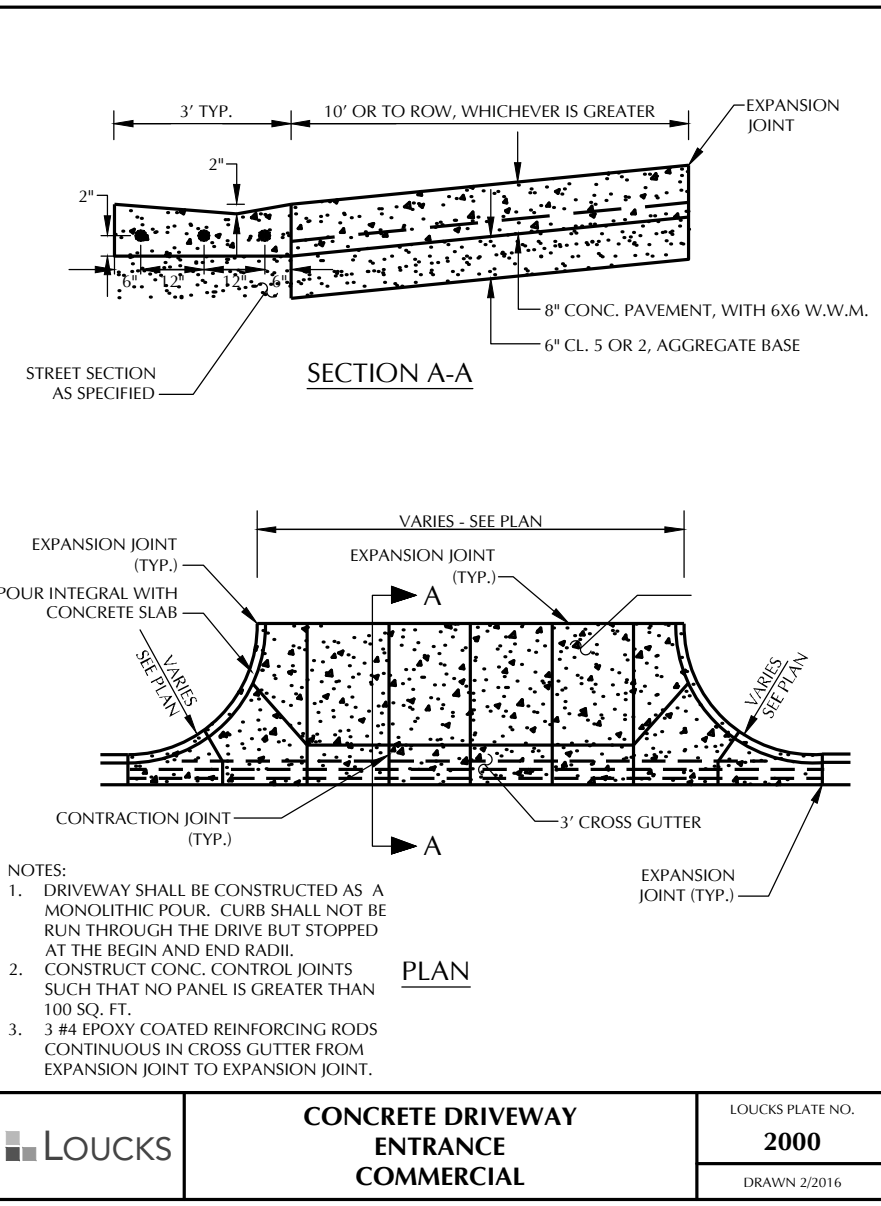 3' TYP.
10' OR TO ROW, WHICHEVER IS GREATER
EXPANSION
JOINT
2"
2"
6"
12"
12"
6"
8" CONC. PAVEMENT, WITH 6X6 W.W.M.
6" CL. 5 OR 2, AGGREGATE BASE
STREET SECTION
AS SPECIFIED
SECTION A-A
VARIES - SEE PLAN
EXPANSION JOINT
(TYP.)
EXPANSION JOINT
(TYP.)
POUR INTEGRAL WITH
CONCRETE SLAB
A
VARIES
SEE PLAN
VARIES
SEE PLAN
CONTRACTION JOINT
(TYP.)
3' CROSS GUTTER
A
EXPANSION
JOINT (TYP.)
NOTES:
1. DRIVEWAY SHALL BE CONSTRUCTED AS A
MONOLITHIC POUR. CURB SHALL NOT BE
RUN THROUGH THE DRIVE BUT STOPPED
AT THE BEGIN AND END RADII.
2. CONSTRUCT CONC. CONTROL JOINTS
SUCH THAT NO PANEL IS GREATER THAN
100 SQ. FT.
3. 3 #4 EPOXY COATED REINFORCING RODS
CONTINUOUS IN CROSS GUTTER FROM
EXPANSION JOINT TO EXPANSION JOINT.
PLAN
LOUCKS
CONCRETE DRIVEWAY
ENTRANCE
COMMERCIAL
LOUCKS PLATE NO.
2000
DRAWN 2/2016